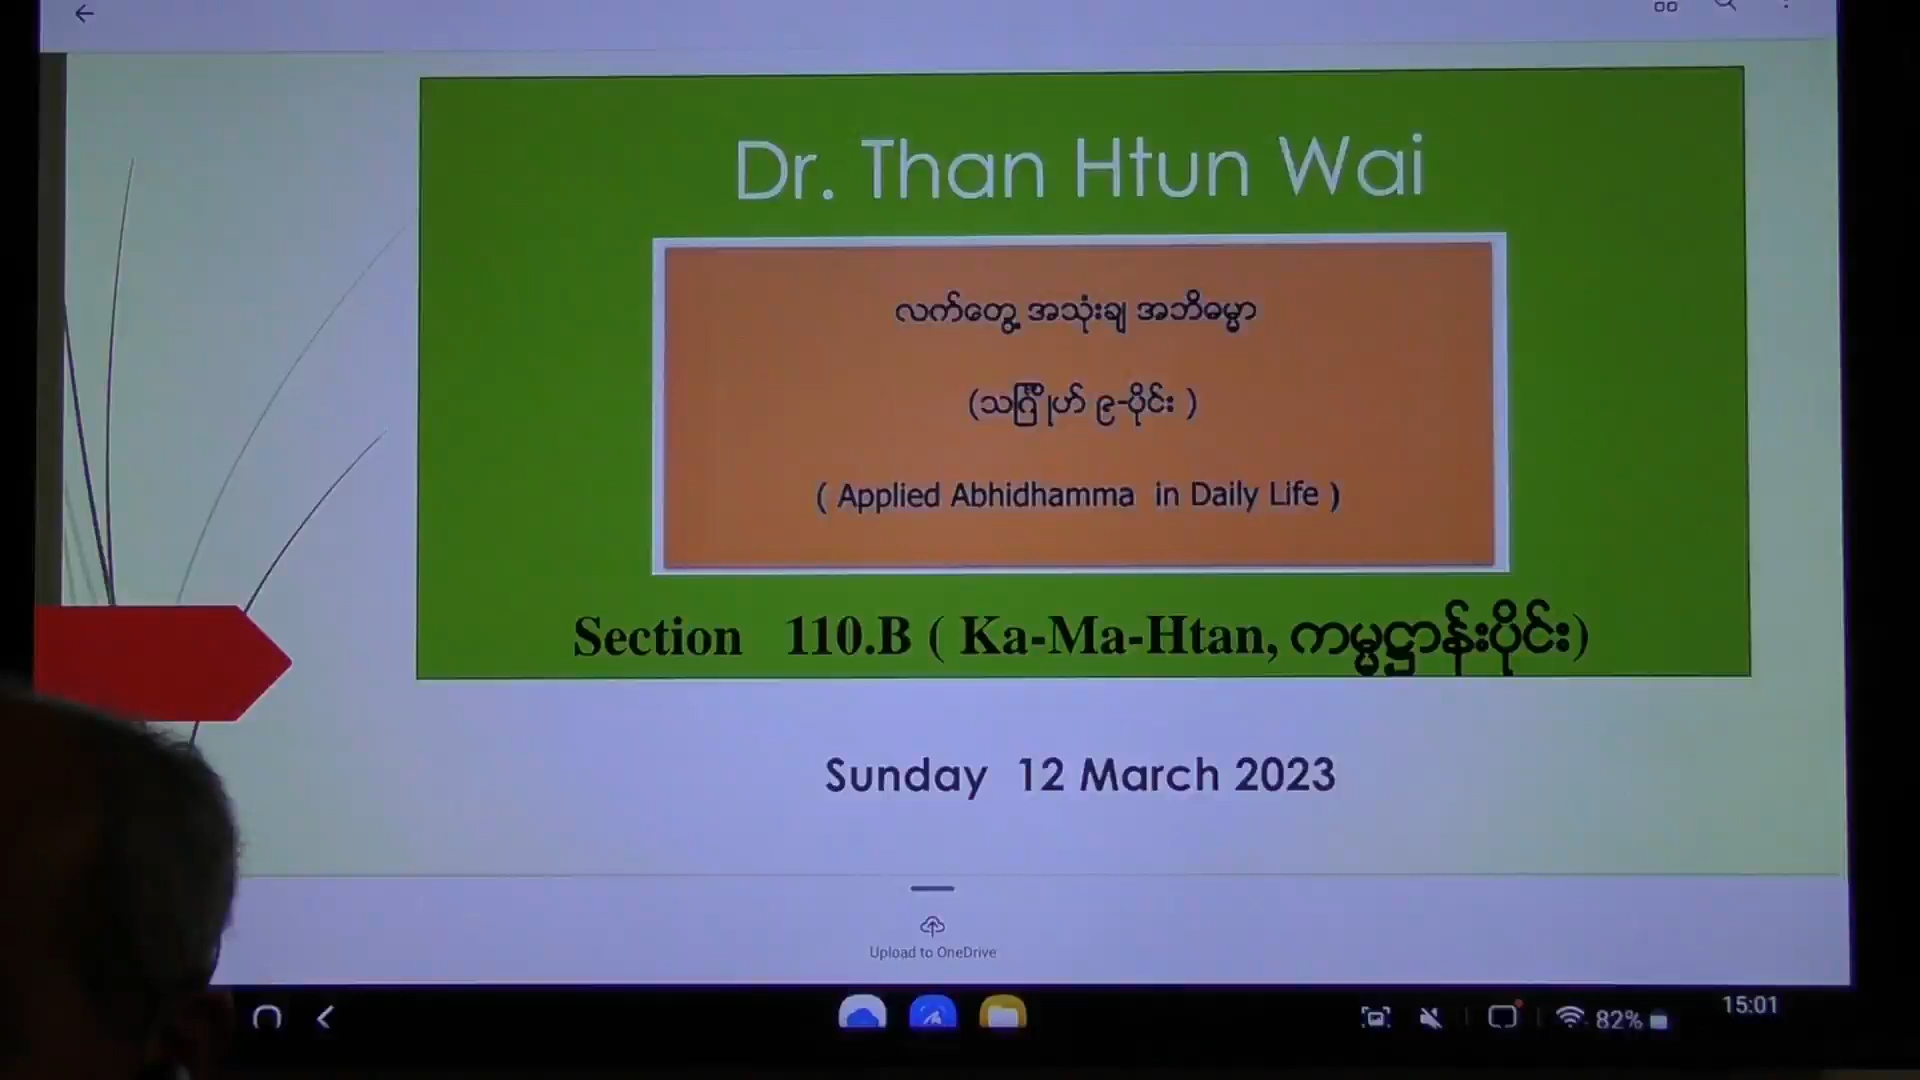 Dr. Than Htun Wai
လက်တွေ့ အသုံးချ အဘိဓမ္မာ
(သင်္ဂြိုဟ် ၉-ပိုင်း )
( Applied Abhidhamma in Daily Life )
Section 110.B ( Ka-Ma-Htan, ကမ္မဋ္ဌာန်းပိုင်း)
Sunday 12 March 2023
Upload to OneDrive
82%
15:01